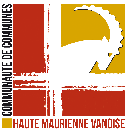 COMMUNAUTÉ DE COMMUNES
HAUTE MAURIENNE VANOISE